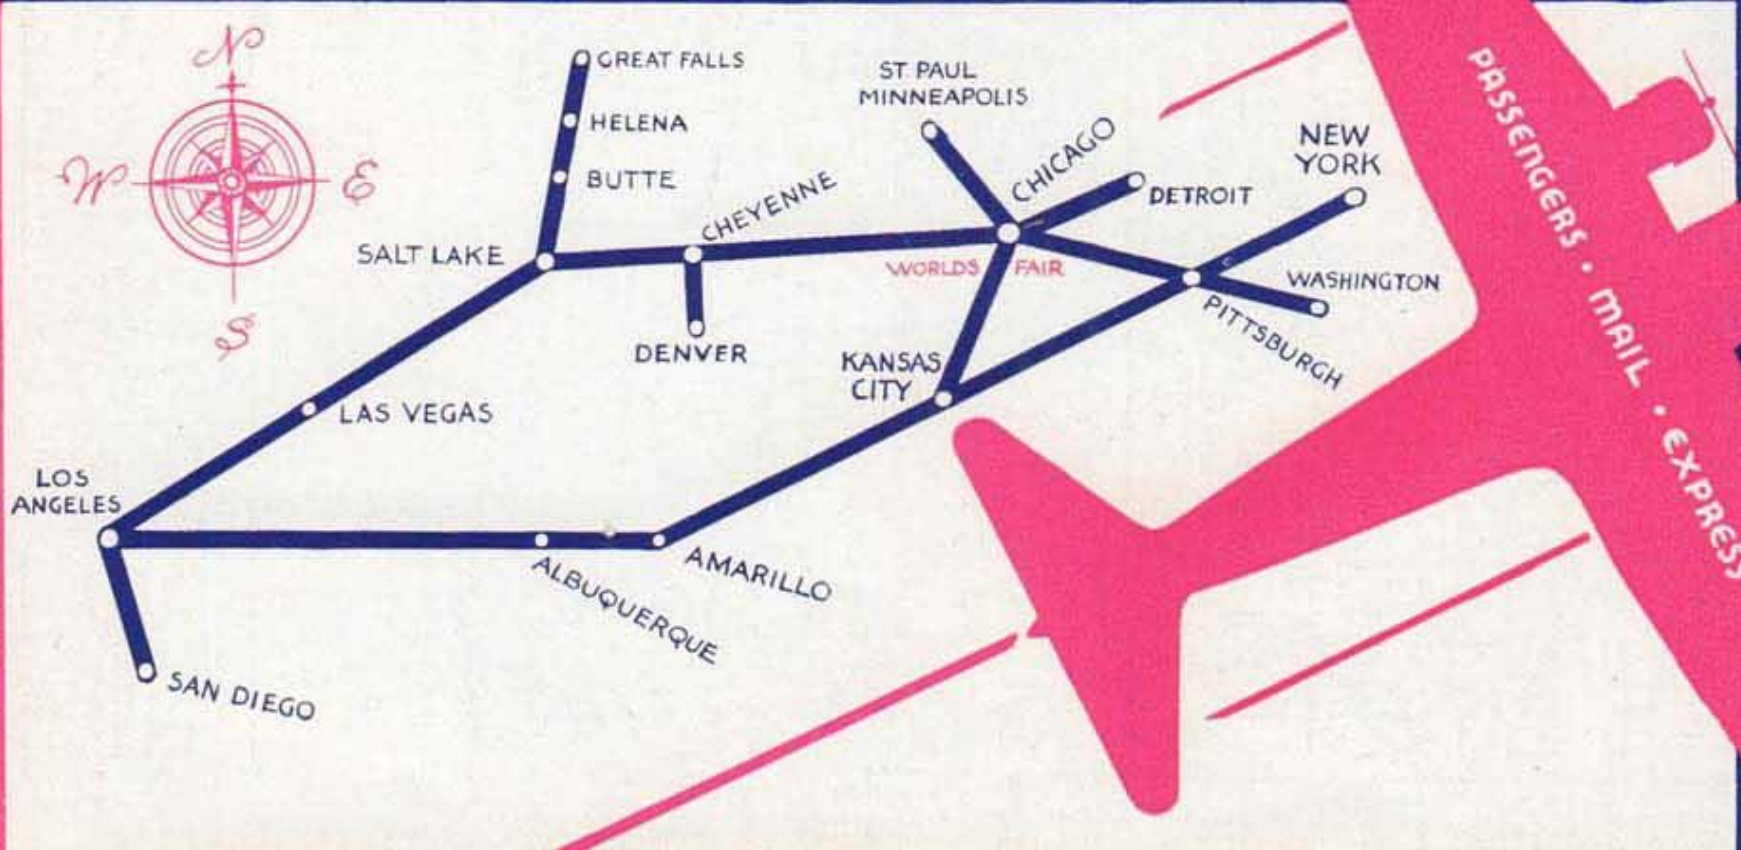 N
W
E
S
GREAT FALLS
HELENA
BUTTE
SALT LAKE
CHEYENNE
DENVER
ST PAUL
MINNEAPOLIS
CHICAGO
WORLDS FAIR
DETROIT
NEW
YORK
WASHINGTON
PITTSBURGH
KANSAS
CITY
LAS VEGAS
LOS
ANGELES
ALBUQUERQUE
AMARILLO
SAN DIEGO
PASSENGERS • MAIL • EXPRESS